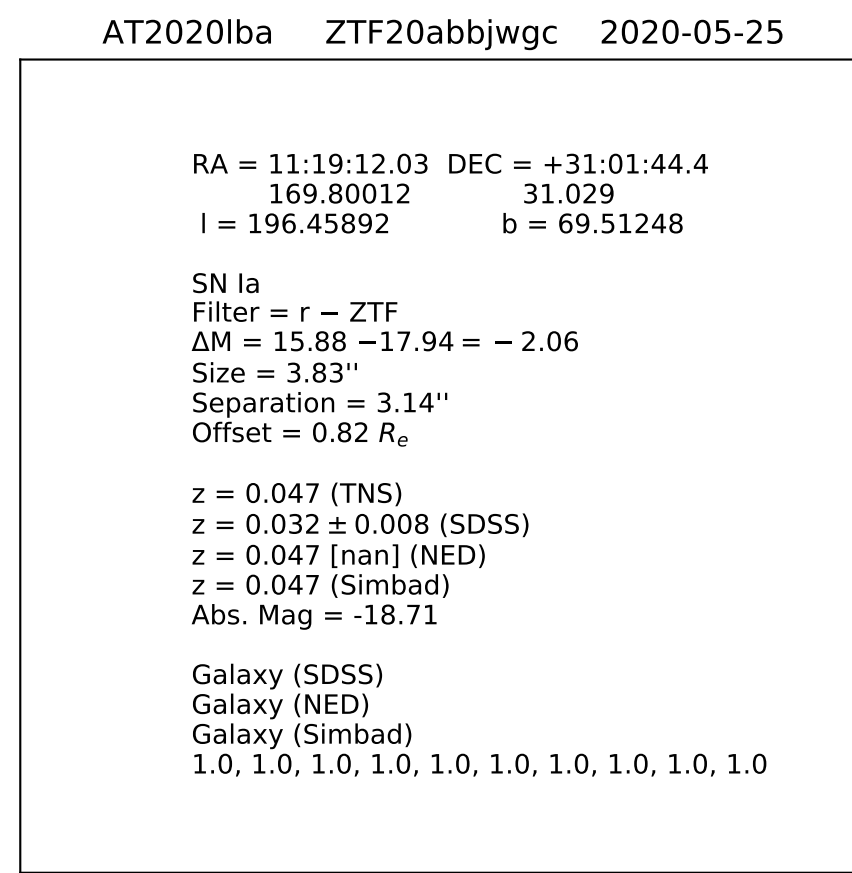 AT2020lba ZTF20abbjwgc 2020-05-25
RA = 11:19:12.03 DEC = +31:01:44.4
169.80012 31.029
l = 196.45892 b = 69.51248
SN Ia
Filter = r − ZTF
ΔM = 15.88 −17.94 = − 2.06
Size = 3.83''
Separation = 3.14''
Offset = 0.82 Rₑ
z = 0.047 (TNS)
z = 0.032 ± 0.008 (SDSS)
z = 0.047 [nan] (NED)
z = 0.047 (Simbad)
Abs. Mag = -18.71
Galaxy (SDSS)
Galaxy (NED)
Galaxy (Simbad)
1.0, 1.0, 1.0, 1.0, 1.0, 1.0, 1.0, 1.0, 1.0, 1.0